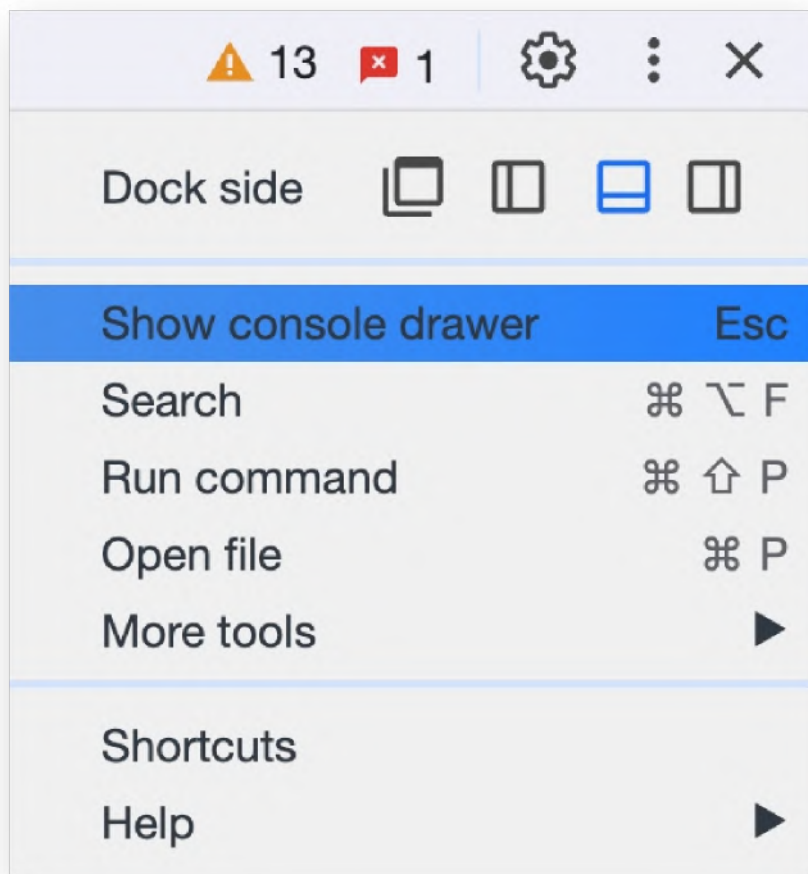 13 1
Dock side
Show console drawer Esc
Search ⌘ ⌥ F
Run command ⌘ ⇧ P
Open file ⌘ P
More tools ▶
Shortcuts
Help ▶